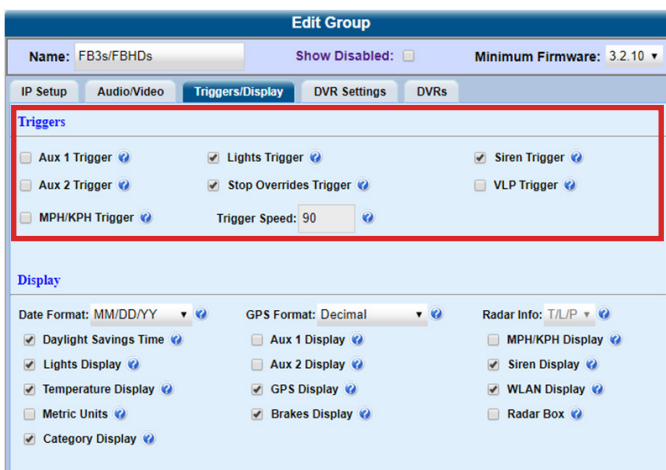 Edit Group
Name: FB3s/FBHDs Show Disabled: Minimum Firmware: 3.2.10
IP Setup Audio/Video Triggers/Display DVR Settings DVRs
Triggers
Aux 1 Trigger Lights Trigger Siren Trigger
Aux 2 Trigger Stop Overrides Trigger VLP Trigger
MPH/KPH Trigger Trigger Speed: 90
Display
Date Format: MM/DD/YY GPS Format: Decimal Radar Info: T/L/P
Daylight Savings Time Aux 1 Display MPH/KPH Display
Lights Display Aux 2 Display Siren Display
Temperature Display GPS Display WLAN Display
Metric Units Brakes Display Radar Box
Category Display